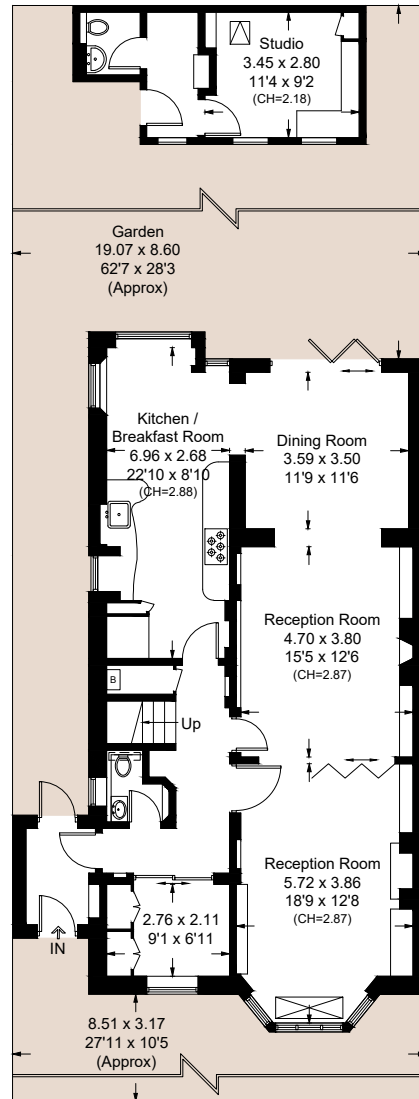 Studio
3.45 x 2.80
11'4 x 9'2
(CH=2.18)
Garden
19.07 x 8.60
62'7 x 28'3
(Approx)
Kitchen /
Breakfast Room
6.96 x 2.68
22'10 x 8'10
(CH=2.88)
Dining Room
3.59 x 3.50
11'9 x 11'6
Reception Room
4.70 x 3.80
15'5 x 12'6
(CH=2.87)
B
Up
Reception Room
5.72 x 3.86
18'9 x 12'8
(CH=2.87)
2.76 x 2.11
9'1 x 6'11
IN
8.51 x 3.17
27'11 x 10'5
(Approx)